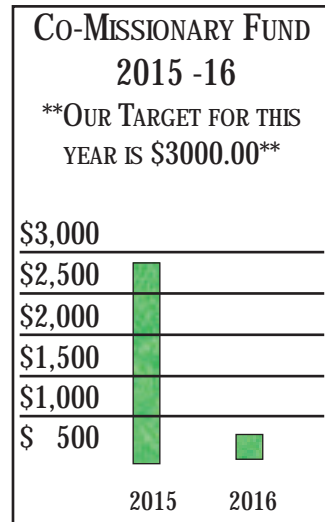 Co-Missionary Fund
2015 -16
**Our Target for this
year is $3000.00**
$3,000
$2,500
$2,000
$1,500
$1,000
$ 500
2015 2016